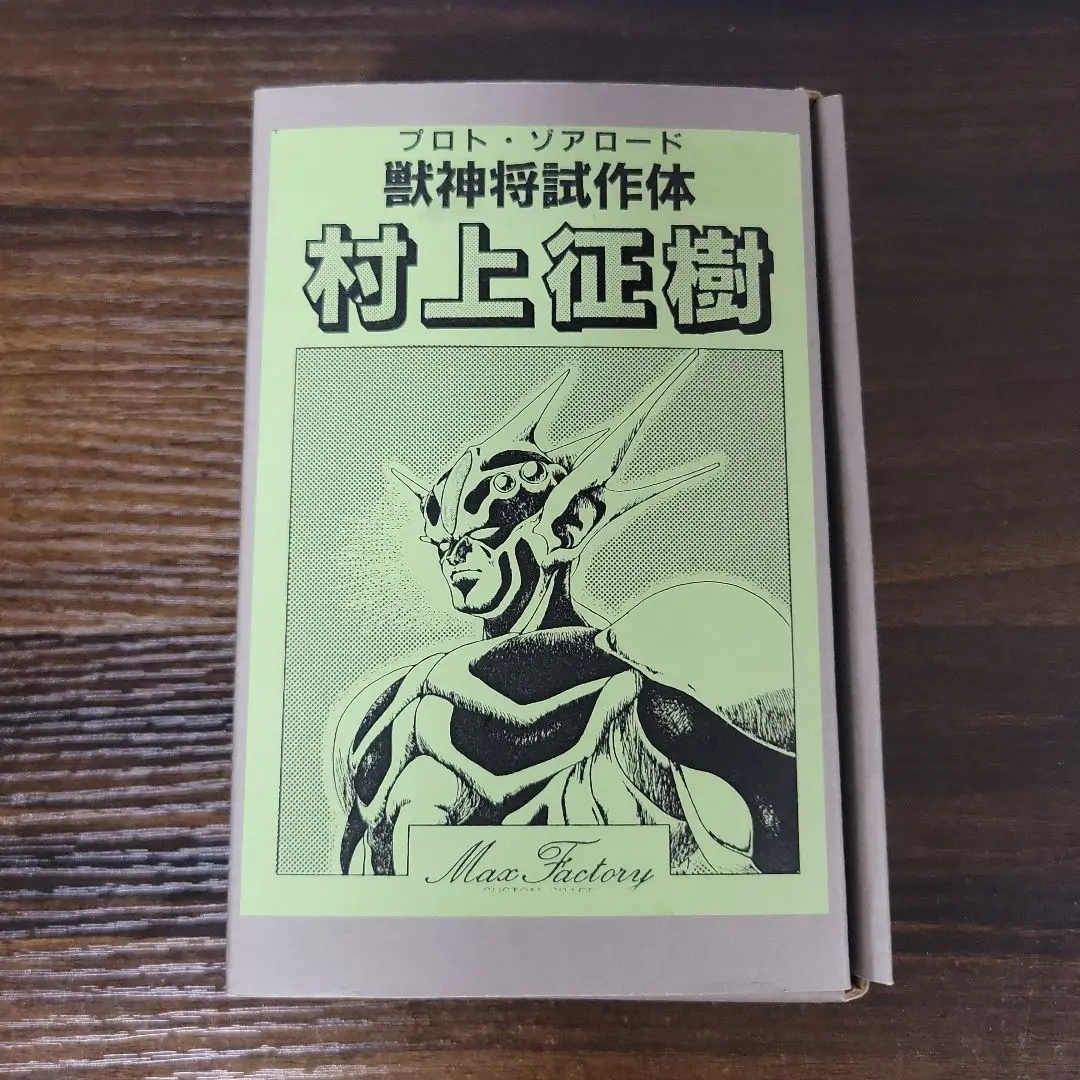 プロト・ゾアロード
獣神将試作体
村上征樹
Max Factory